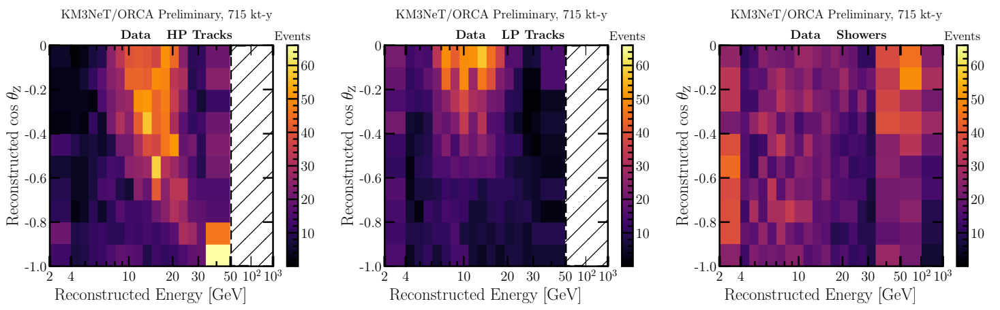 KM3NeT/ORCA Preliminary, 715 kt-y
Data HP Tracks
Events
0
-0.2
-0.4
-0.6
-0.8
-1.0
Reconstructed cos θz
2 4 10 20 30 50 10² 10³
Reconstructed Energy [GeV]
60
50
40
30
20
10
KM3NeT/ORCA Preliminary, 715 kt-y
Data LP Tracks
Events
0
-0.2
-0.4
-0.6
-0.8
-1.0
Reconstructed cos θz
2 4 10 20 30 50 10² 10³
Reconstructed Energy [GeV]
60
50
40
30
20
10
KM3NeT/ORCA Preliminary, 715 kt-y
Data Showers
Events
0
-0.2
-0.4
-0.6
-0.8
-1.0
Reconstructed cos θz
2 4 10 20 30 50 10² 10³
Reconstructed Energy [GeV]
60
50
40
30
20
10